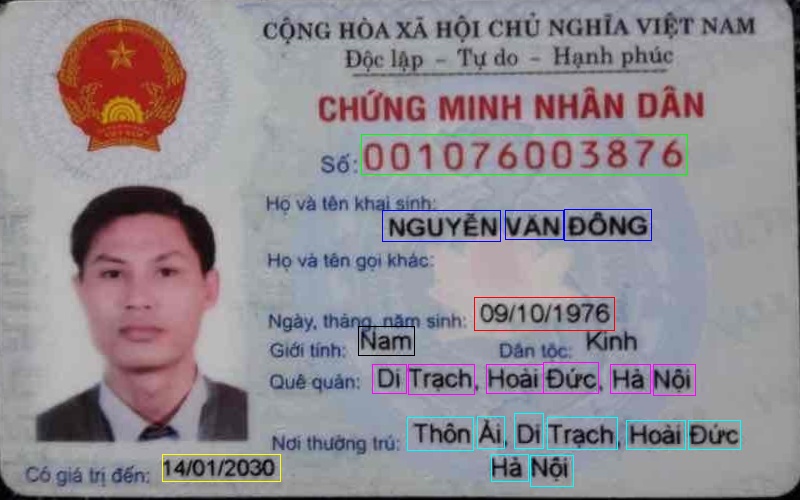 CỘNG HÒA XÃ HỘI CHỦ NGHĨA VIỆT NAM
Độc lập - Tự do - Hạnh phúc
CHỨNG MINH NHÂN DÂN
Số: 001076003876
Họ và tên khai sinh:
NGUYỄN VĂN ĐÔNG
Họ và tên gọi khác:
Ngày, tháng, năm sinh: 09/10/1976
Giới tính: Nam Dân tộc: Kinh
Quê quán: Di Trạch, Hoài Đức, Hà Nội
Nơi thường trú: Thôn Ải, Di Trạch, Hoài Đức
Hà Nội
Có giá trị đến: 14/01/2030